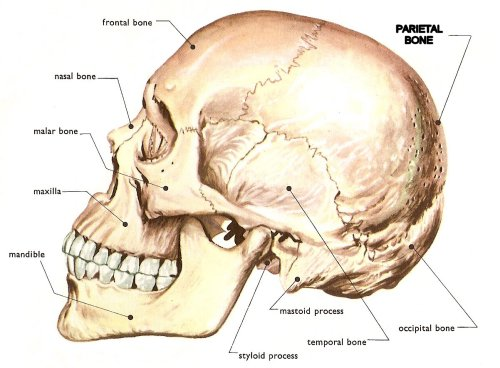 frontal bone
PARIETAL
BONE
nasal bone
malar bone
maxilla
mandible
mastoid process
occipital bone
temporal bone
styloid process